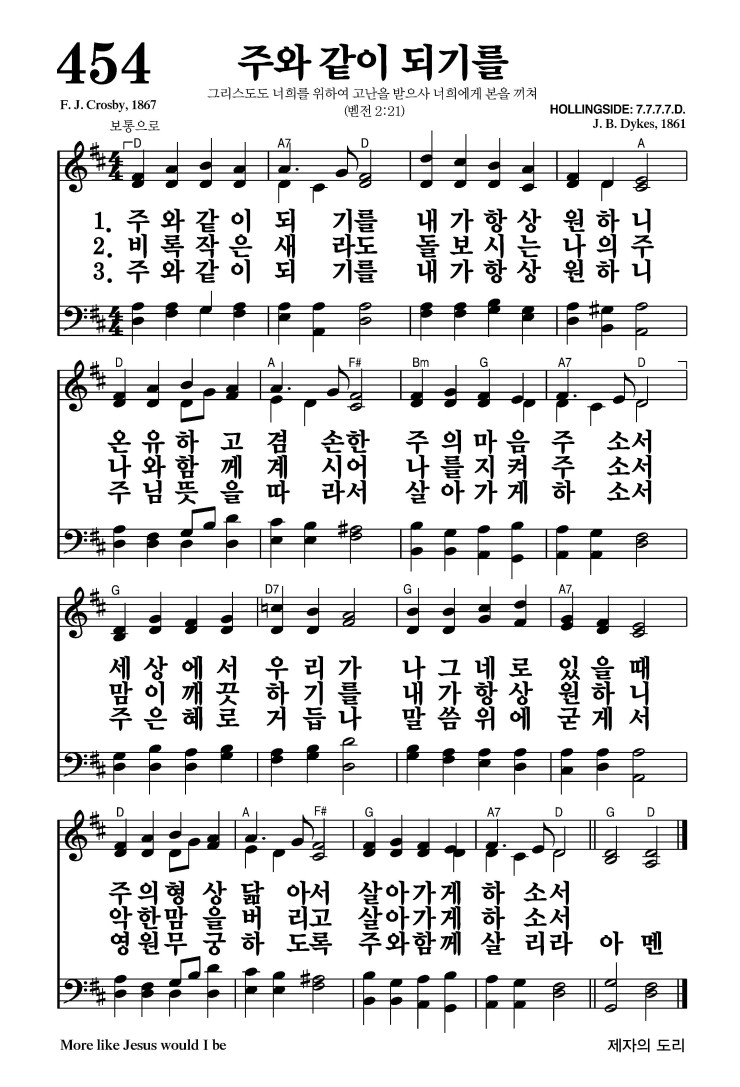 454
주와 같이 되기를
그리스도도 너희를 위하여 고난을 받으사 너희에게 본을 끼쳐
(벧전 2:21)
F. J. Crosby, 1867
HOLLINGSIDE: 7.7.7.7.D.
J. B. Dykes, 1861
보통으로
D A7 D A
1. 주와같이 되 기를 내가항상 원하니
2. 비록작은 새 라도 돌보시는 나의주
3. 주와같이 되 기를 내가항상 원하니
D A F# Bm G A7 D
온유하고 겸 손한 주의마음 주 소서
나와함께 계 시어 나를지켜 주 소서
주님뜻을 따 라서 살아가게 하 소서
G D7 G A7
세상에서 우리가 나그네로 있을때
맘이깨끗 하기를 내가항상 원하니
주은혜로 거듭나 말씀위에 굳게서
D A F# G A7 D G D
주의형상 닮 아서 살아가게 하 소서
악한맘을 버 리고 살아가게 하 소서
영원무궁 하 도록 주와함께 살 리라 아 멘
More like Jesus would I be
제자의 도리